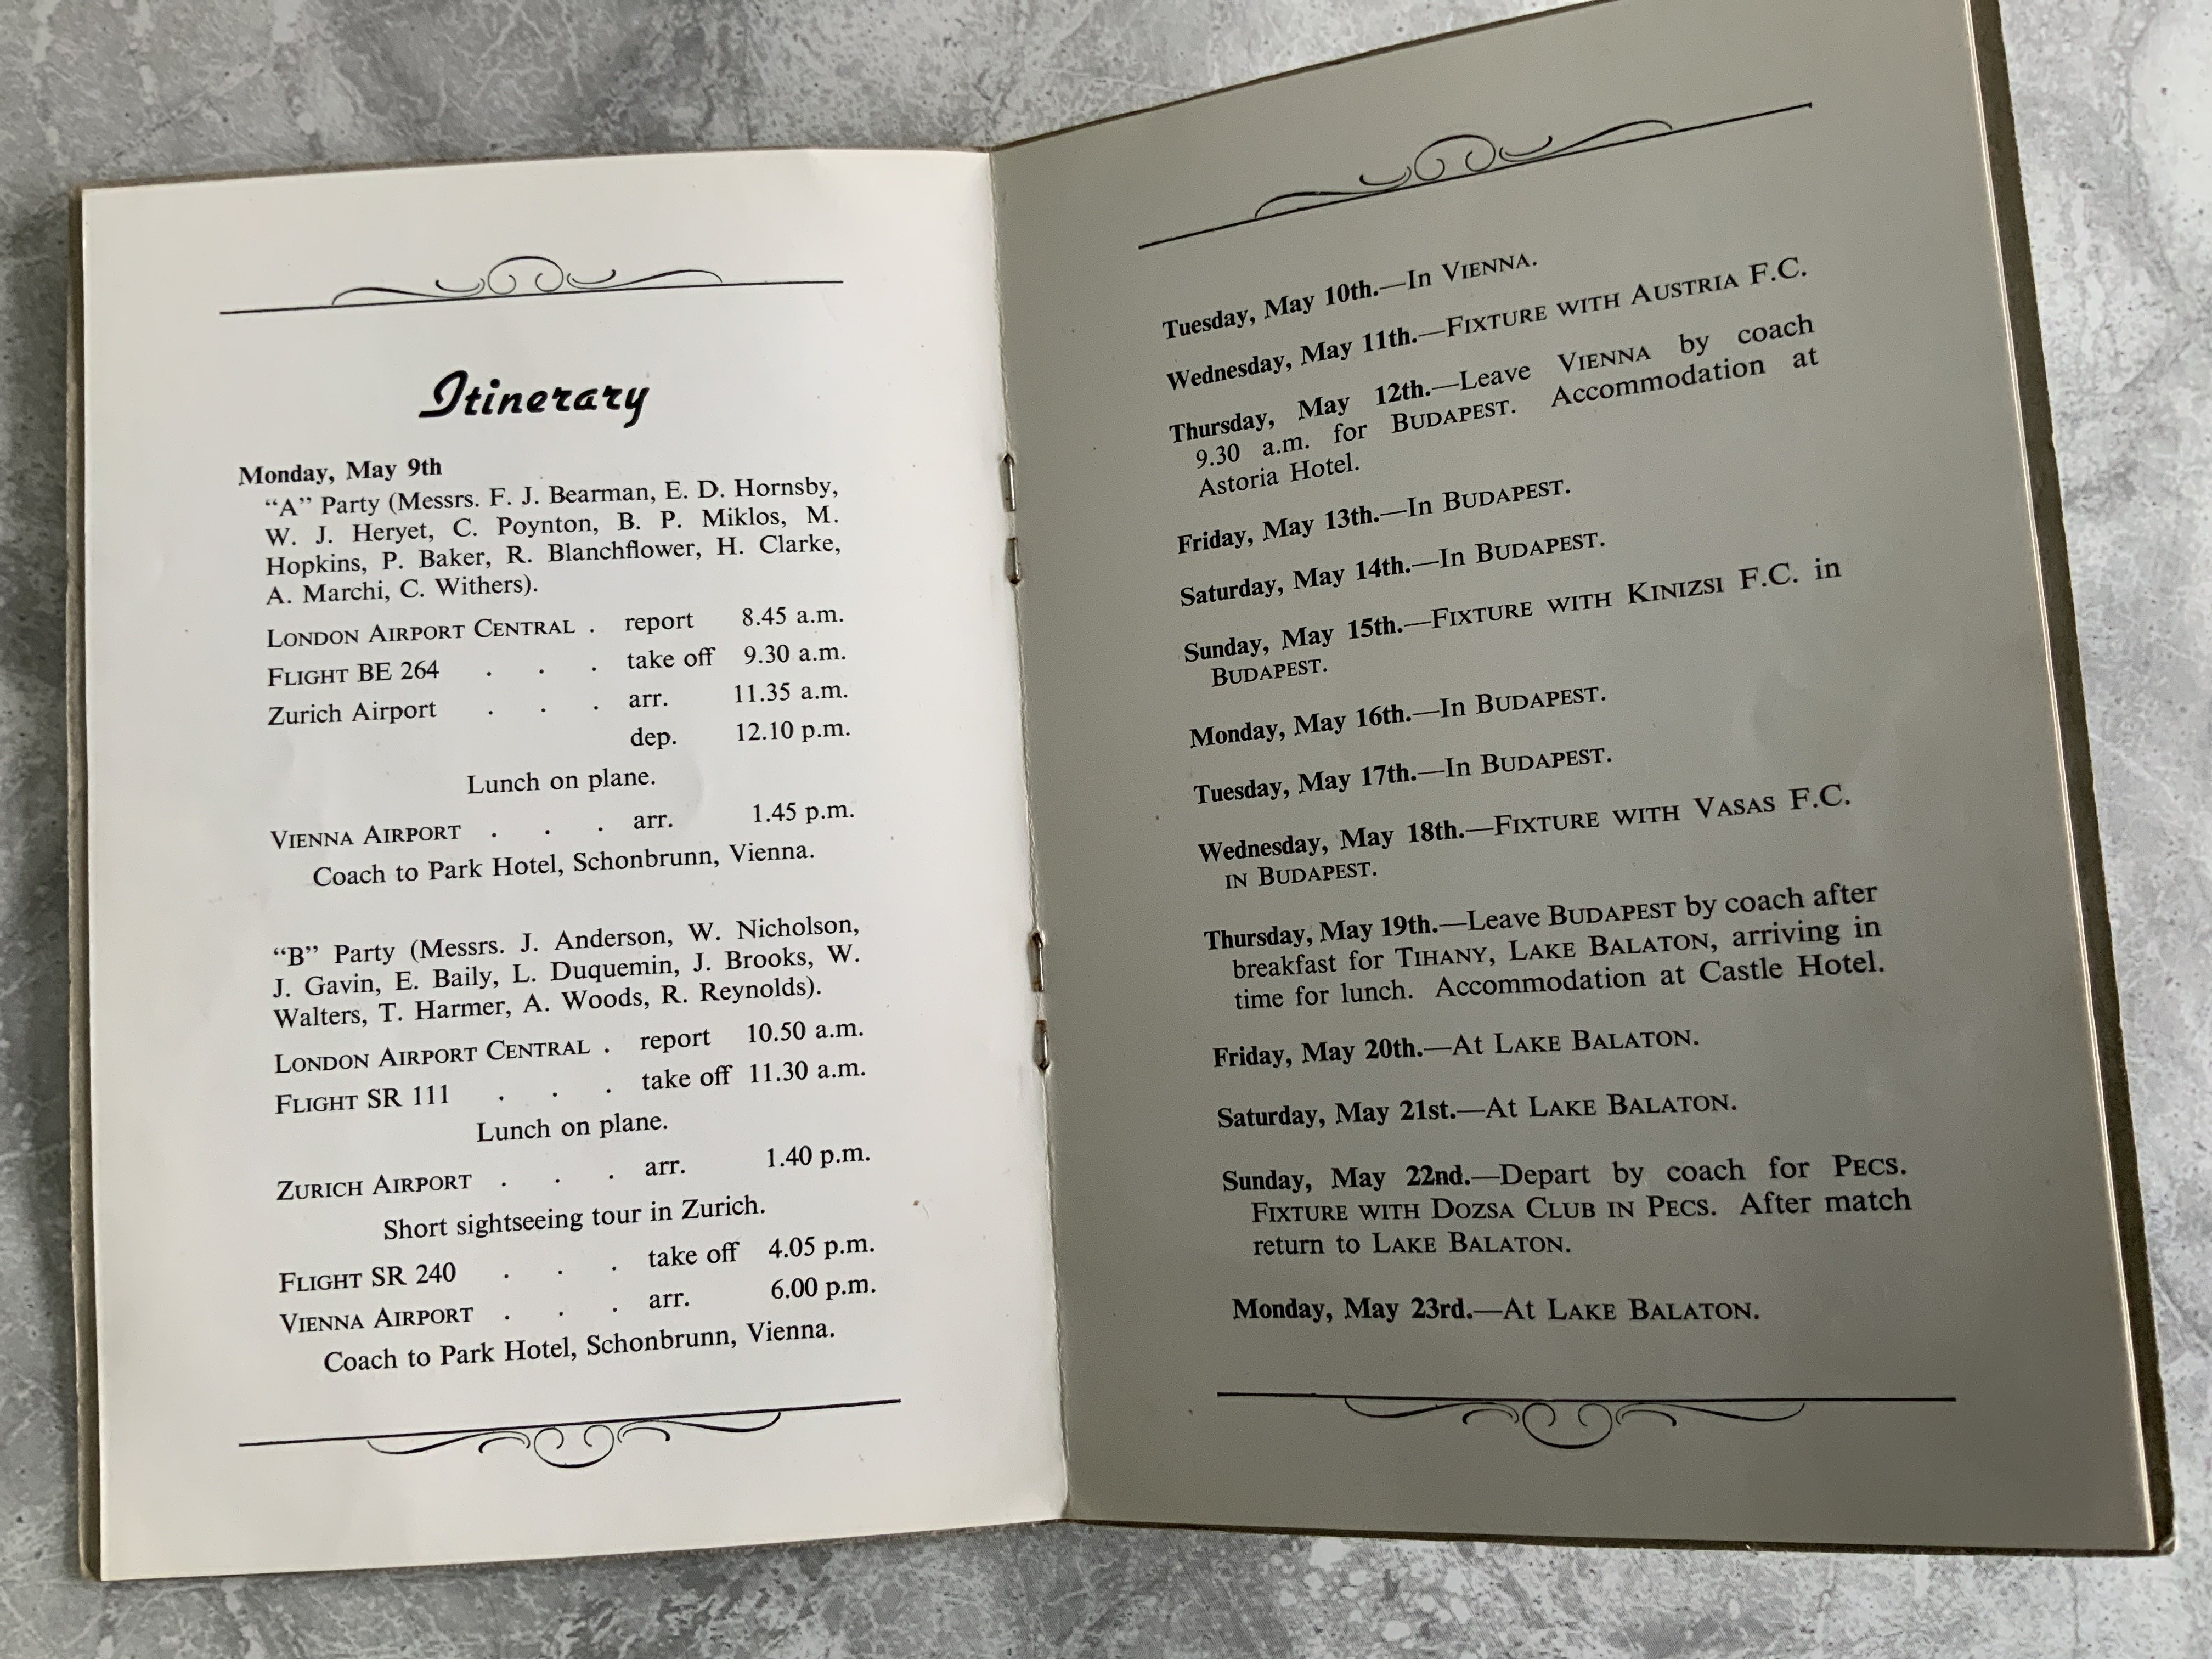 Itinerary
Monday, May 9th
“A” Party (Messrs. F. J. Bearman, E. D. Hornsby,
W. J. Heryet, C. Poynton, B. P. Miklos, M.
Hopkins, P. Baker, R. Blanchflower, H. Clarke,
A. Marchi, C. Withers).
LONDON AIRPORT CENTRAL . report 8.45 a.m.
FLIGHT BE 264 . . . take off 9.30 a.m.
Zurich Airport . . . arr. 11.35 a.m.
dep. 12.10 p.m.
Lunch on plane.
VIENNA AIRPORT . . . arr. 1.45 p.m.
Coach to Park Hotel, Schonbrunn, Vienna.
“B” Party (Messrs. J. Anderson, W. Nicholson,
J. Gavin, E. Baily, L. Duquemin, J. Brooks, W.
Walters, T. Harmer, A. Woods, R. Reynolds).
LONDON AIRPORT CENTRAL . report 10.50 a.m.
FLIGHT SR 111 . . . take off 11.30 a.m.
Lunch on plane.
ZURICH AIRPORT . . . arr. 1.40 p.m.
Short sightseeing tour in Zurich.
FLIGHT SR 240 . . . take off 4.05 p.m.
VIENNA AIRPORT . . . arr. 6.00 p.m.
Coach to Park Hotel, Schonbrunn, Vienna.
Tuesday, May 10th.—In VIENNA.
Wednesday, May 11th.—FIXTURE WITH AUSTRIA F.C.
Thursday, May 12th.—Leave VIENNA by coach
9.30 a.m. for BUDAPEST. Accommodation at
Astoria Hotel.
Friday, May 13th.—In BUDAPEST.
Saturday, May 14th.—In BUDAPEST.
Sunday, May 15th.—FIXTURE WITH KINIZSI F.C. in
BUDAPEST.
Monday, May 16th.—In BUDAPEST.
Tuesday, May 17th.—In BUDAPEST.
Wednesday, May 18th.—FIXTURE WITH VASAS F.C.
IN BUDAPEST.
Thursday, May 19th.—Leave BUDAPEST by coach after
breakfast for TIHANY, LAKE BALATON, arriving in
time for lunch. Accommodation at Castle Hotel.
Friday, May 20th.—At LAKE BALATON.
Saturday, May 21st.—At LAKE BALATON.
Sunday, May 22nd.—Depart by coach for PECS.
FIXTURE WITH DOZSA CLUB IN PECS. After match
return to LAKE BALATON.
Monday, May 23rd.—At LAKE BALATON.